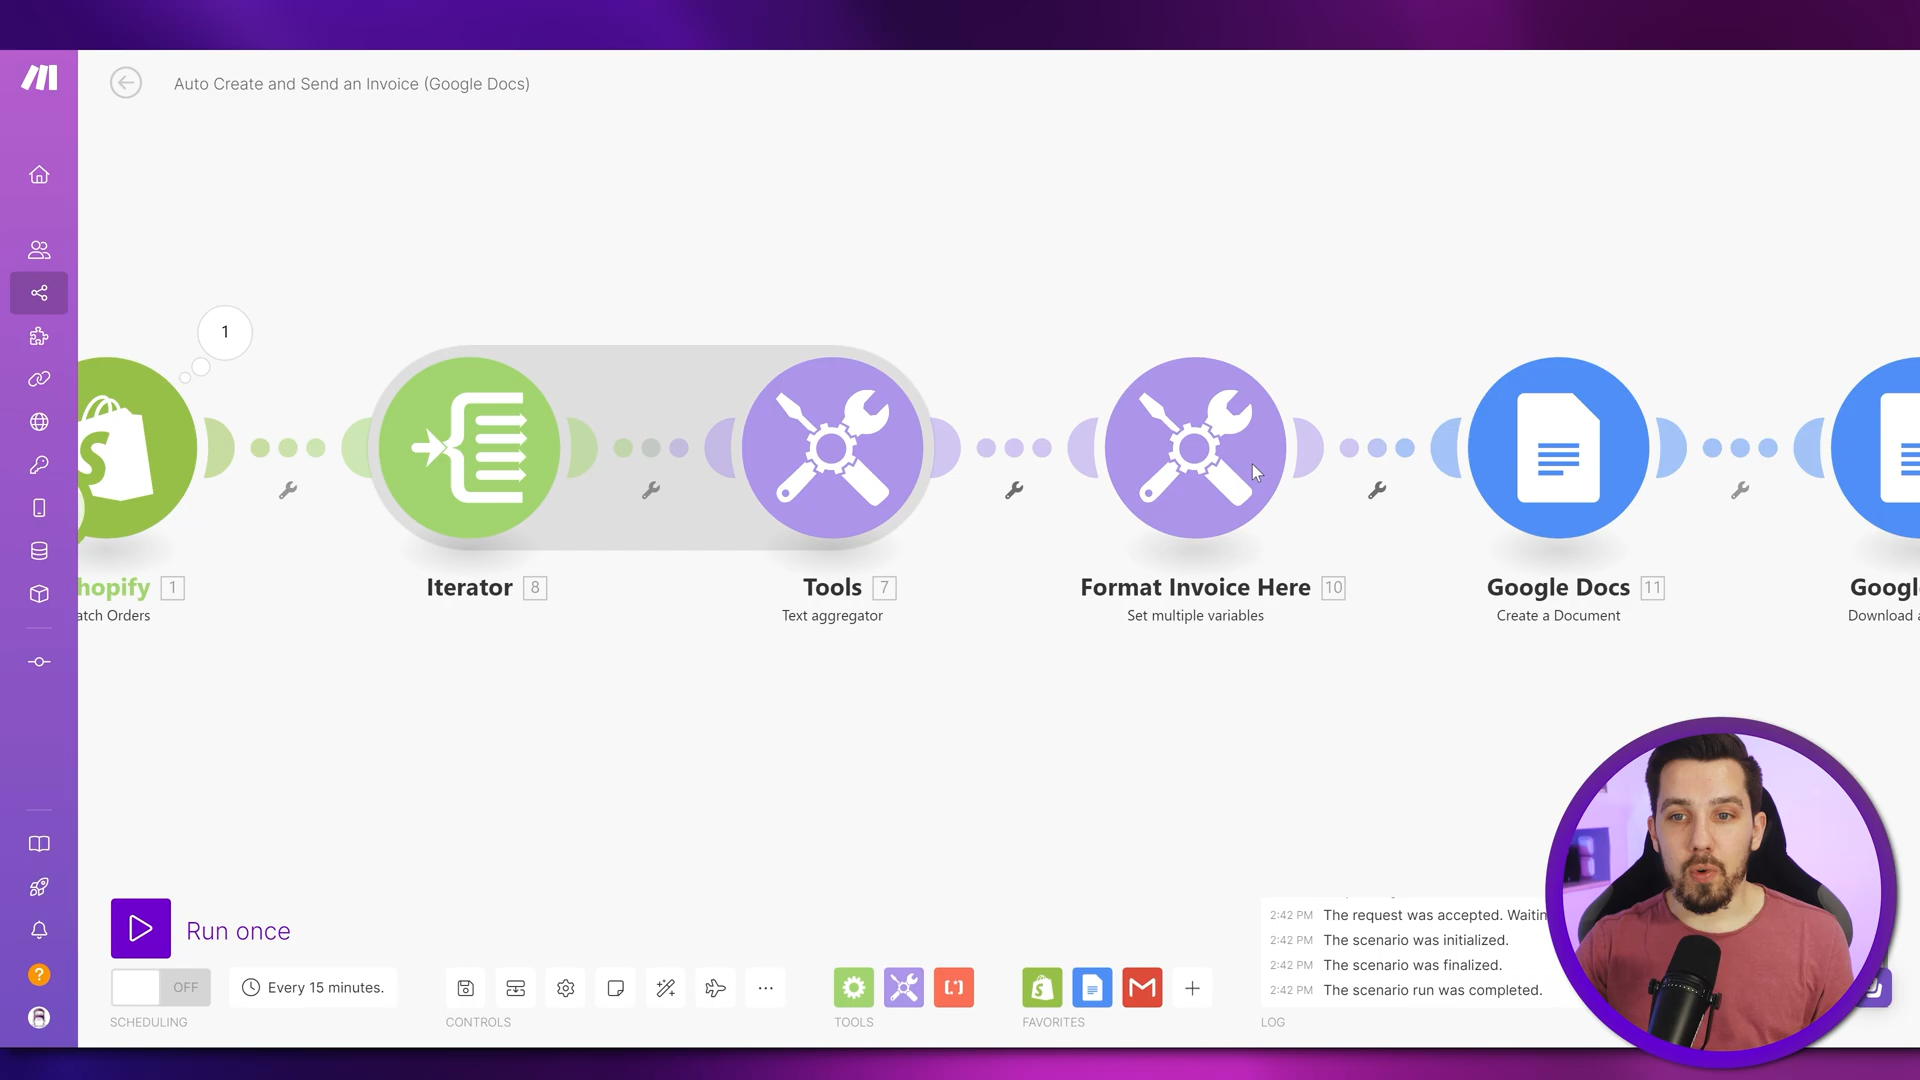 Auto Create and Send an Invoice (Google Docs)
1
hopify 1
atch Orders
Iterator 8
Tools 7
Text aggregator
Format Invoice Here 10
Set multiple variables
Google Docs 11
Create a Document
Googl
Download a
Run once
OFF
Every 15 minutes.
SCHEDULING
CONTROLS
TOOLS
FAVORITES
2:42 PM The request was accepted. Waitin
2:42 PM The scenario was initialized.
2:42 PM The scenario was finalized.
2:42 PM The scenario run was completed.
LOG
?